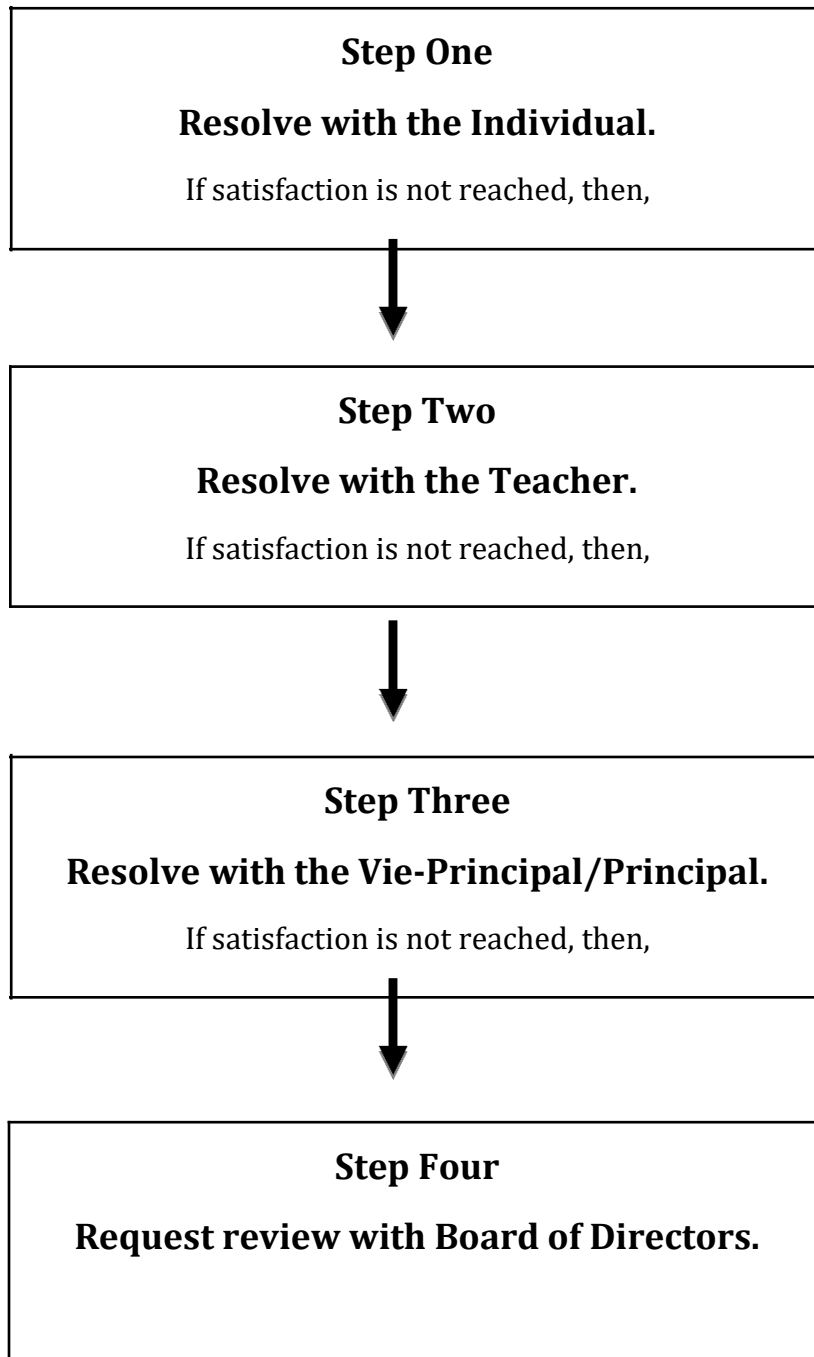 Step One
Resolve with the Individual.
If satisfaction is not reached, then,
Step Two
Resolve with the Teacher.
If satisfaction is not reached, then,
Step Three
Resolve with the Vie-Principal/Principal.
If satisfaction is not reached, then,
Step Four
Request review with Board of Directors.